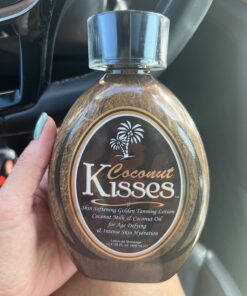 Coconut
Kisses
Skin Softening Golden Tanning Lotion
Coconut Milk & Coconut Oil
for Age Defying
& Intense Skin Hydration